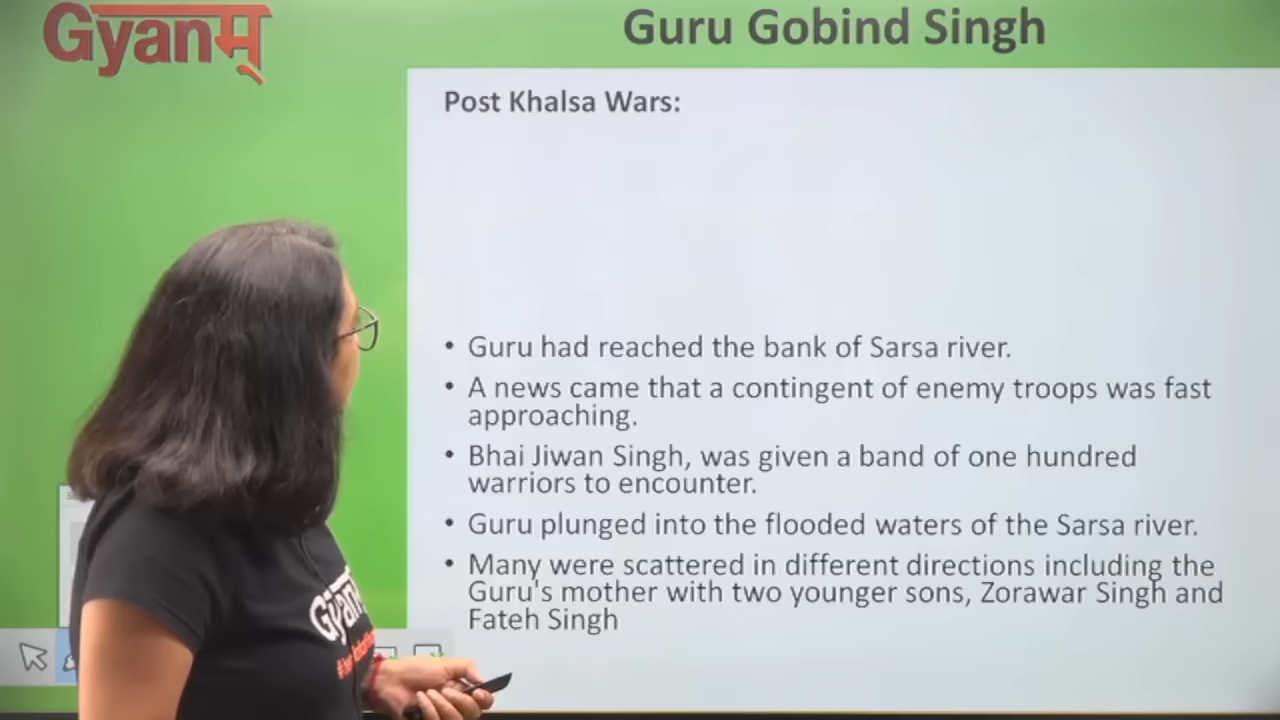 Gyanम्
Guru Gobind Singh
Post Khalsa Wars:
• Guru had reached the bank of Sarsa river.
• A news came that a contingent of enemy troops was fast
approaching.
• Bhai Jiwan Singh, was given a band of one hundred
warriors to encounter.
• Guru plunged into the flooded waters of the Sarsa river.
• Many were scattered in different directions including the
Guru's mother with two younger sons, Zorawar Singh and
Fateh Singh
Gyanम्